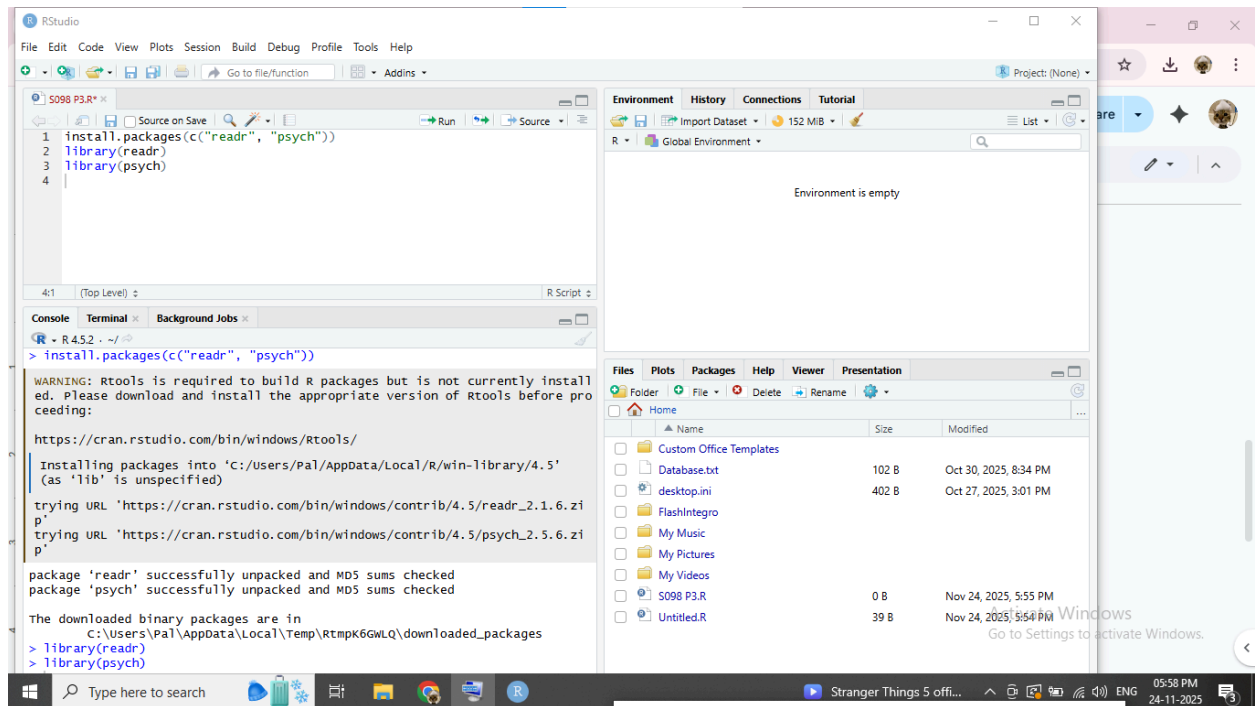 RStudio
File Edit Code View Plots Session Build Debug Profile Tools Help
Go to file/function
Addins
Project: (None)
S098 P3.R*
Source on Save
Run
Source
1 install.packages(c("readr", "psych"))
2 library(readr)
3 library(psych)
4
4:1 (Top Level) R Script
Console Terminal Background Jobs
R 4.5.2 · ~/
> install.packages(c("readr", "psych"))
WARNING: Rtools is required to build R packages but is not currently install
ed. Please download and install the appropriate version of Rtools before pro
ceeding:
https://cran.rstudio.com/bin/windows/Rtools/
Installing packages into ‘C:/Users/Pal/AppData/Local/R/win-library/4.5’
(as ‘lib’ is unspecified)
trying URL 'https://cran.rstudio.com/bin/windows/contrib/4.5/readr_2.1.6.zi
p'
trying URL 'https://cran.rstudio.com/bin/windows/contrib/4.5/psych_2.5.6.zi
p'
package ‘readr’ successfully unpacked and MD5 sums checked
package ‘psych’ successfully unpacked and MD5 sums checked
The downloaded binary packages are in
C:\Users\Pal\AppData\Local\Temp\RtmpK6GWLQ\downloaded_packages
> library(readr)
> library(psych)
Environment History Connections Tutorial
Import Dataset 152 MiB List
R Global Environment
Environment is empty
Files Plots Packages Help Viewer Presentation
Folder File Delete Rename
Home ...
Name Size Modified
Custom Office Templates
Database.txt 102 B Oct 30, 2025, 8:34 PM
desktop.ini 402 B Oct 27, 2025, 3:01 PM
FlashIntegro
My Music
My Pictures
My Videos
S098 P3.R 0 B Nov 24, 2025, 5:55 PM
Untitled.R 39 B Nov 24, 2025, 5:54 PM
are
Activate Windows
Go to Settings to activate Windows.
Type here to search
R
Stranger Things 5 offi...
ENG
05:58 PM
24-11-2025
3